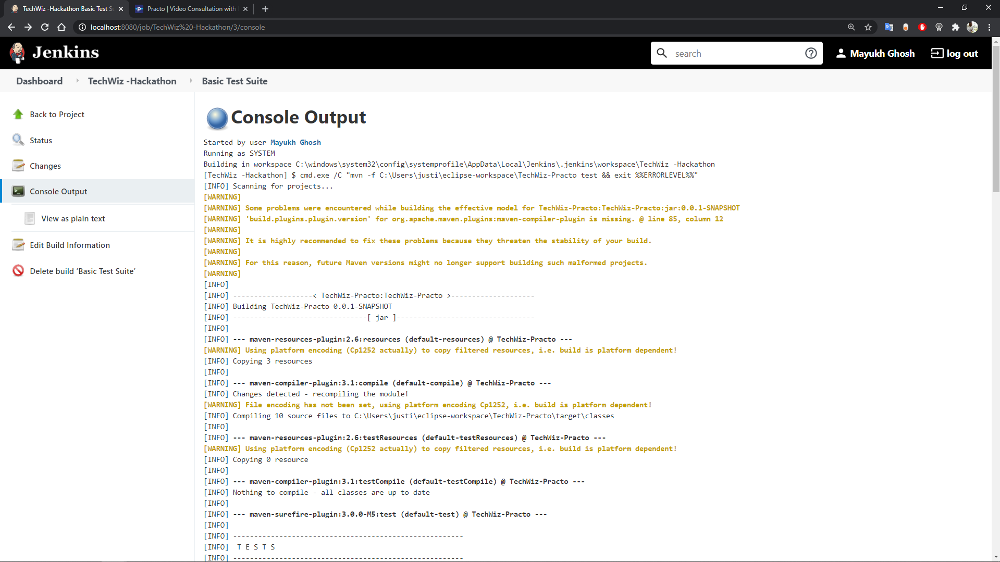 TechWiz -Hackathon Basic Test Su
Practo | Video Consultation with
localhost:8080/job/TechWiz%20-Hackathon/3/console
Jenkins
search
Mayukh Ghosh
log out
Dashboard
TechWiz -Hackathon
Basic Test Suite
Back to Project
Status
Changes
Console Output
View as plain text
Edit Build Information
Delete build ‘Basic Test Suite’
Console Output
Started by user Mayukh Ghosh
Running as SYSTEM
Building in workspace C:\windows\system32\config\systemprofile\AppData\Local\Jenkins\.jenkins\workspace\TechWiz -Hackathon
[TechWiz -Hackathon] $ cmd.exe /C "mvn -f C:\Users\justi\eclipse-workspace\TechWiz-Practo test && exit %%ERRORLEVEL%%"
[INFO] Scanning for projects...
[WARNING]
[WARNING] Some problems were encountered while building the effective model for TechWiz-Practo:TechWiz-Practo:jar:0.0.1-SNAPSHOT
[WARNING] 'build.plugins.plugin.version' for org.apache.maven.plugins:maven-compiler-plugin is missing. @ line 85, column 12
[WARNING]
[WARNING] It is highly recommended to fix these problems because they threaten the stability of your build.
[WARNING]
[WARNING] For this reason, future Maven versions might no longer support building such malformed projects.
[WARNING]
[INFO]
[INFO] -------------------< TechWiz-Practo:TechWiz-Practo >--------------------
[INFO] Building TechWiz-Practo 0.0.1-SNAPSHOT
[INFO] --------------------------------[ jar ]---------------------------------
[INFO]
[INFO] --- maven-resources-plugin:2.6:resources (default-resources) @ TechWiz-Practo ---
[WARNING] Using platform encoding (Cp1252 actually) to copy filtered resources, i.e. build is platform dependent!
[INFO] Copying 3 resources
[INFO]
[INFO] --- maven-compiler-plugin:3.1:compile (default-compile) @ TechWiz-Practo ---
[INFO] Changes detected - recompiling the module!
[WARNING] File encoding has not been set, using platform encoding Cp1252, i.e. build is platform dependent!
[INFO] Compiling 10 source files to C:\Users\justi\eclipse-workspace\TechWiz-Practo\target\classes
[INFO]
[INFO] --- maven-resources-plugin:2.6:testResources (default-testResources) @ TechWiz-Practo ---
[WARNING] Using platform encoding (Cp1252 actually) to copy filtered resources, i.e. build is platform dependent!
[INFO] Copying 0 resource
[INFO]
[INFO] --- maven-compiler-plugin:3.1:testCompile (default-testCompile) @ TechWiz-Practo ---
[INFO] Nothing to compile - all classes are up to date
[INFO]
[INFO] --- maven-surefire-plugin:3.0.0-M5:test (default-test) @ TechWiz-Practo ---
[INFO]
[INFO] -------------------------------------------------------
[INFO]  T E S T S
[INFO] -------------------------------------------------------